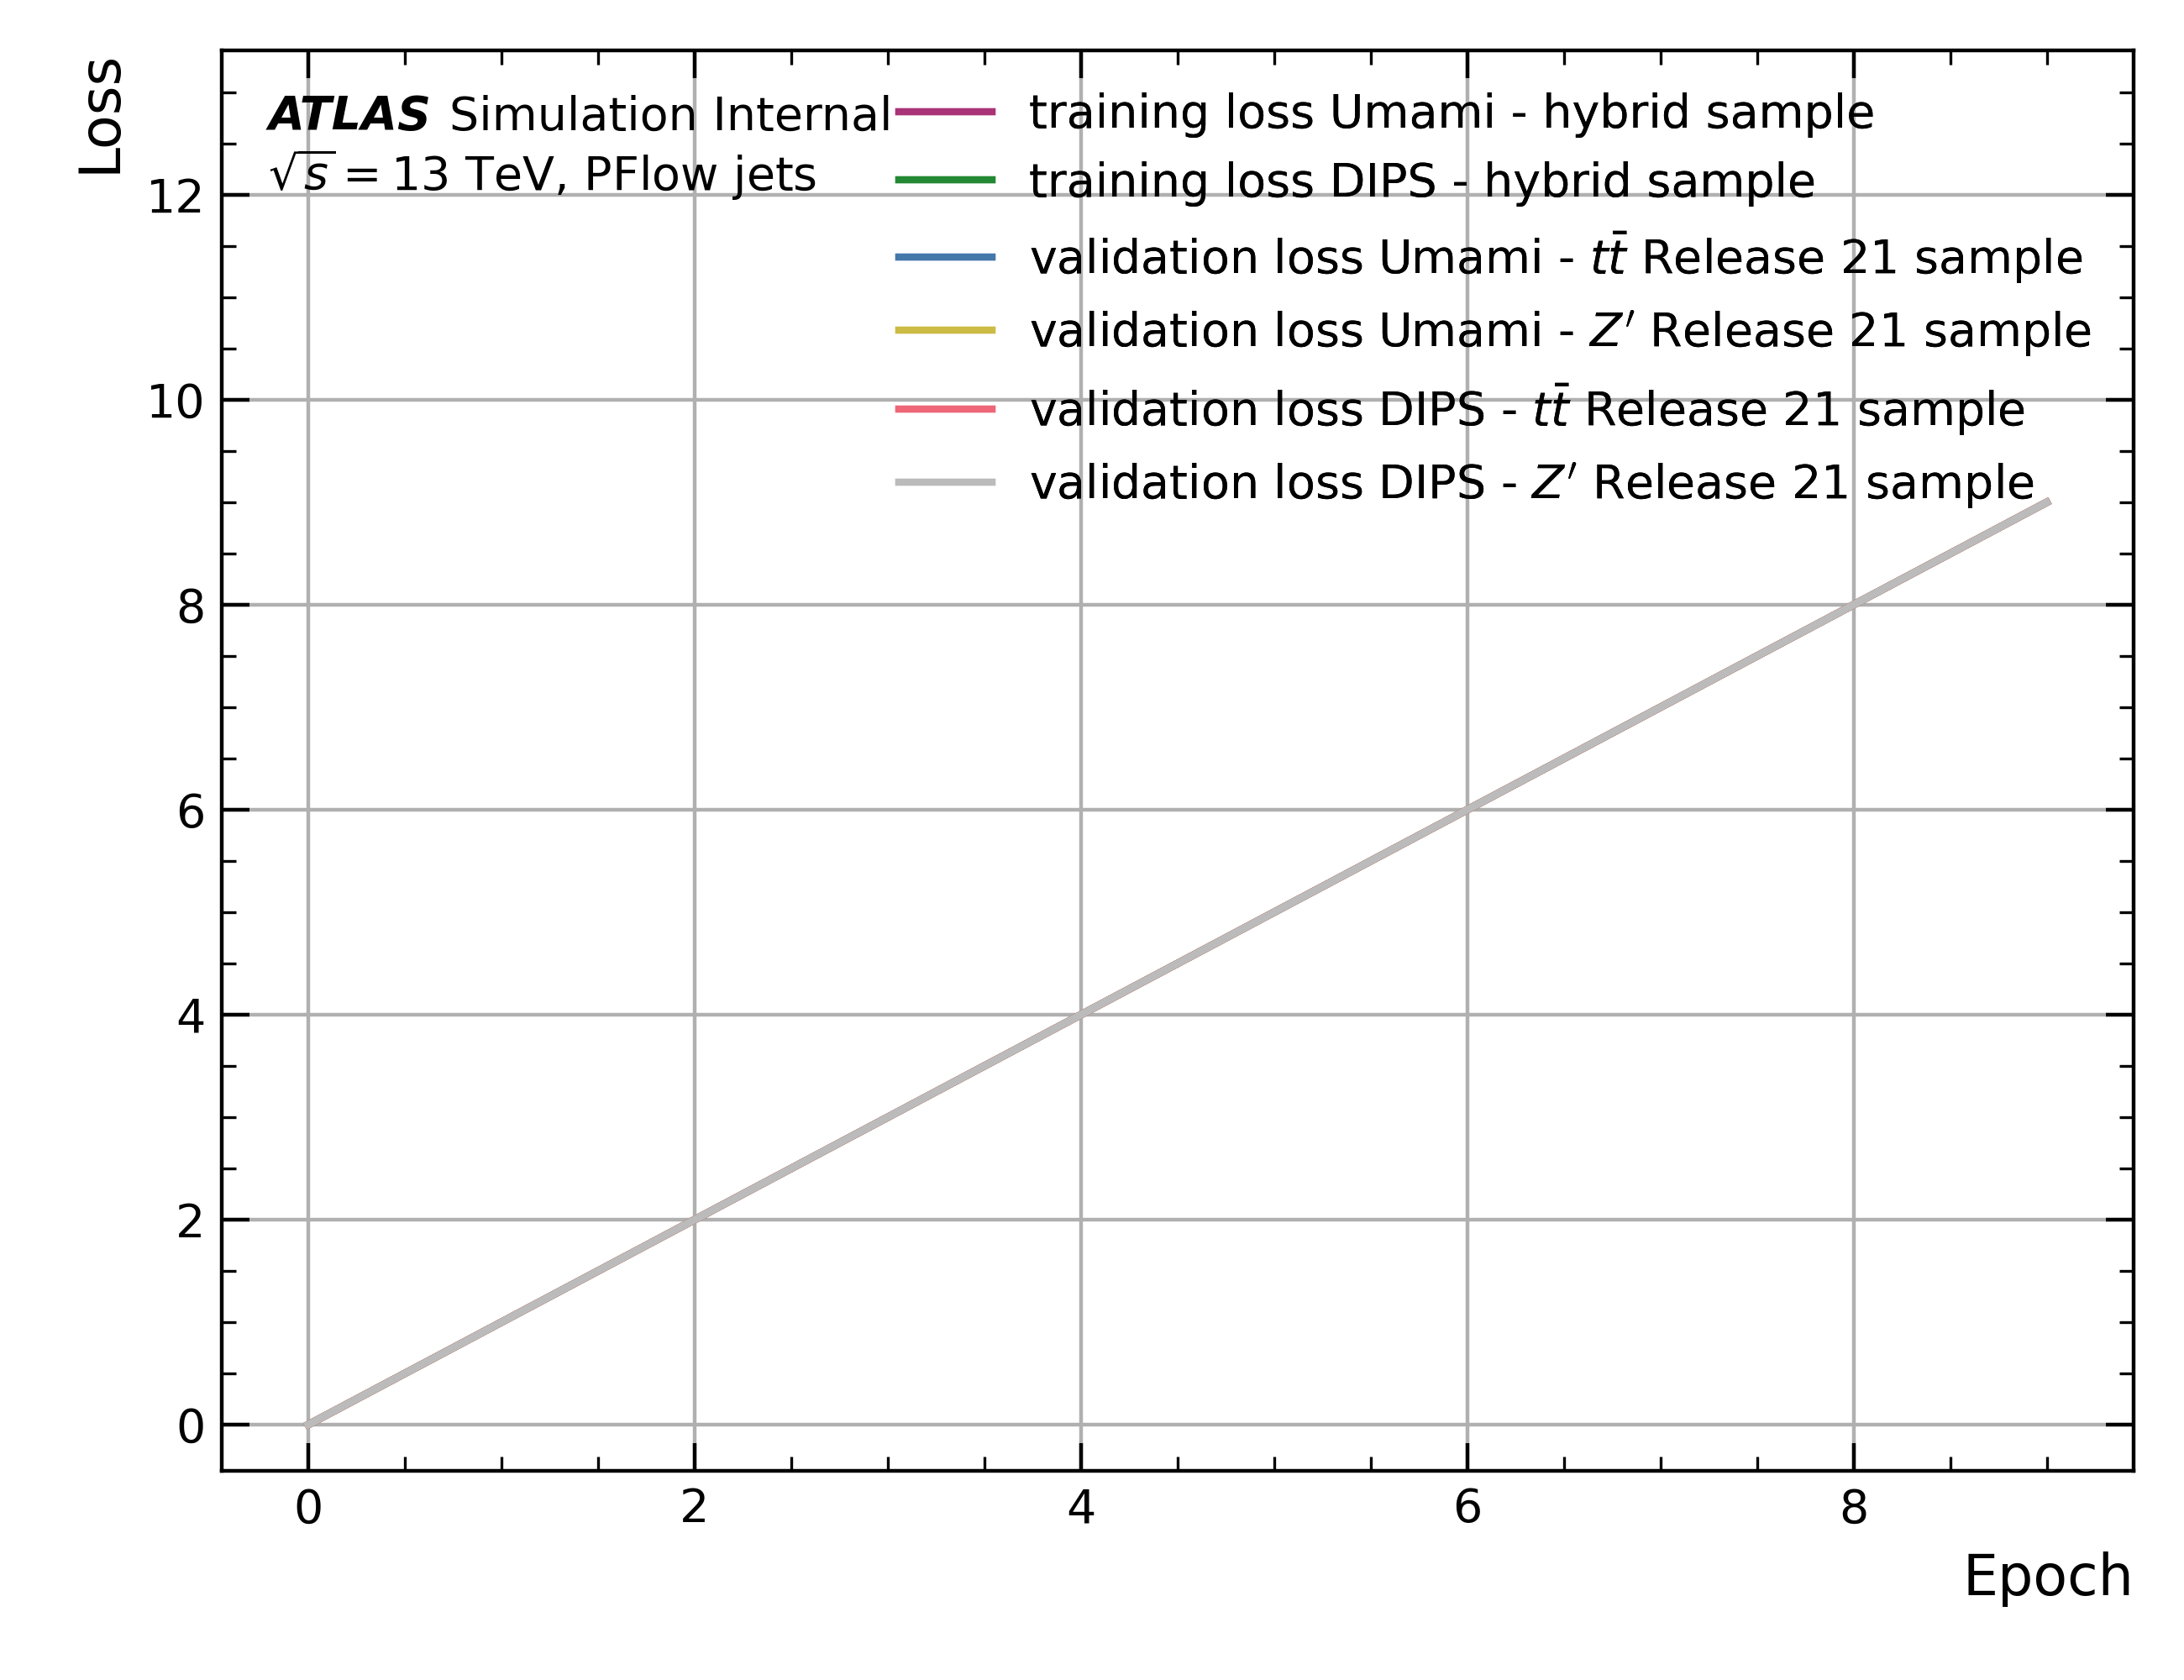 Loss
ATLAS Simulation Internal
√s = 13 TeV, PFlow jets
training loss Umami - hybrid sample
training loss DIPS - hybrid sample
validation loss Umami - tt̄ Release 21 sample
validation loss Umami - Z′ Release 21 sample
validation loss DIPS - tt̄ Release 21 sample
validation loss DIPS - Z′ Release 21 sample
12
10
8
6
4
2
0
0 2 4 6 8
Epoch